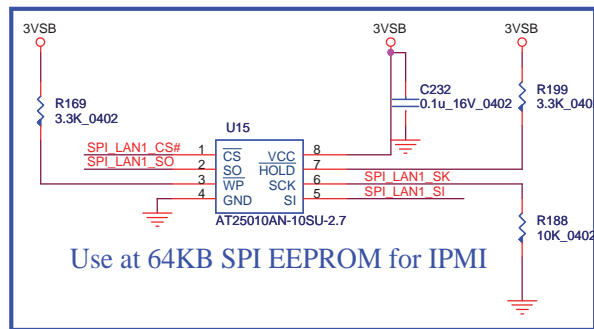 3VSB
3VSB
3VSB
R169
3.3K_0402
C232
0.1u_16V_0402
R199
3.3K_040
U15
SPI_LAN1_CS#
1
CS
VCC
8
SPI_LAN1_SO
2
SO
HOLD
7
3
WP
SCK
6
SPI_LAN1_SK
4
GND
SI
5
SPI_LAN1_SI
AT25010AN-10SU-2.7
R188
10K_0402
Use at 64KB SPI EEPROM for IPMI